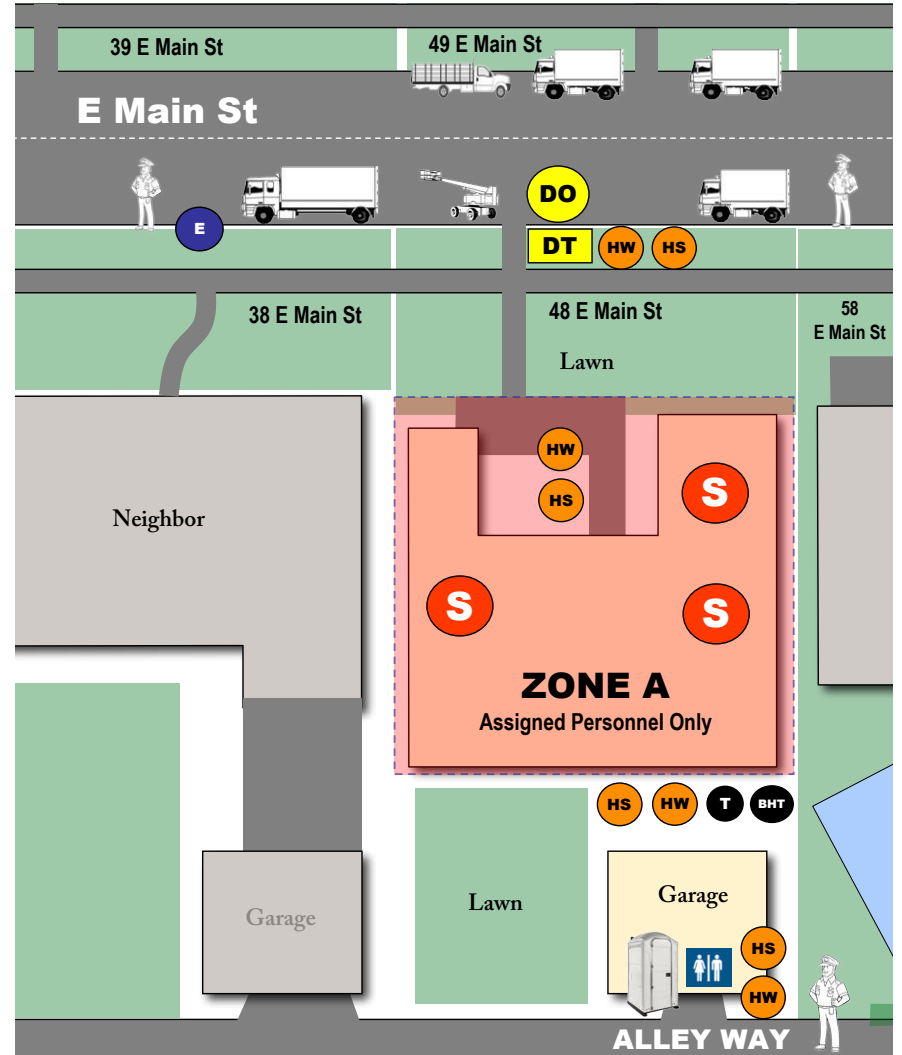 39 E Main St
49 E Main St
E Main St
DO
E
DT
HW
HS
38 E Main St
48 E Main St
58
E Main St
Lawn
HW
HS
S
Neighbor
S
S
ZONE A
Assigned Personnel Only
HS
HW
T
BHT
Garage
Lawn
Garage
HS
HW
ALLEY WAY